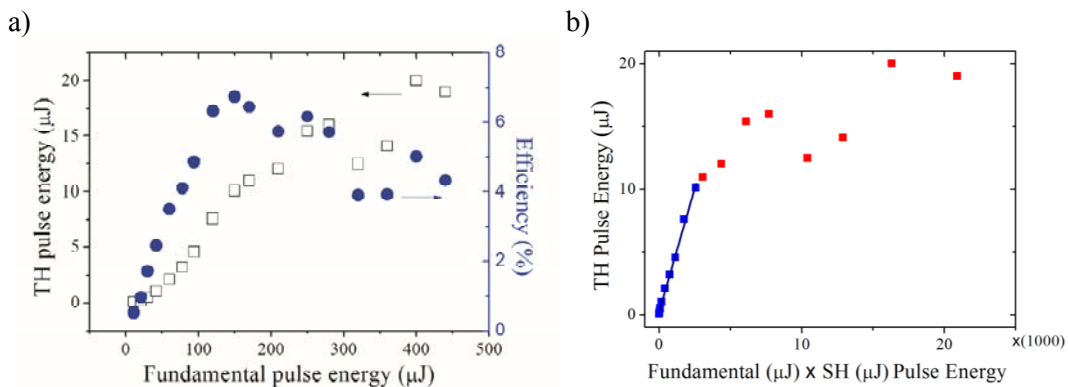 a)
TH pulse energy (μJ)
20
15
10
5
0
0 100 200 300 400 500
Fundamental pulse energy (μJ)
8
6
4
2
0
Efficiency (%)
b)
TH Pulse Energy (μJ)
20
10
0
0 10 20 x(1000)
Fundamental (μJ) x SH (μJ) Pulse Energy